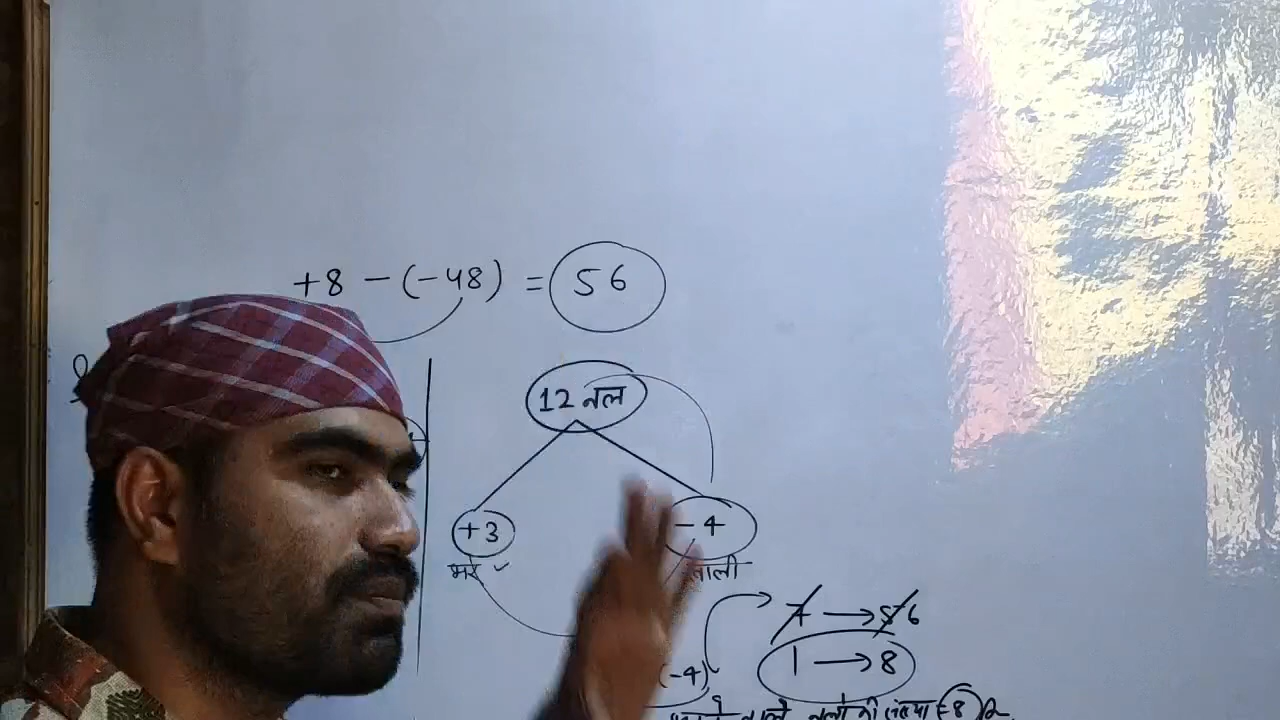 +8 - (-48) = 56
12 नल
+3 -4
भरे ✓
7 → 56
(-4) 1 → 8